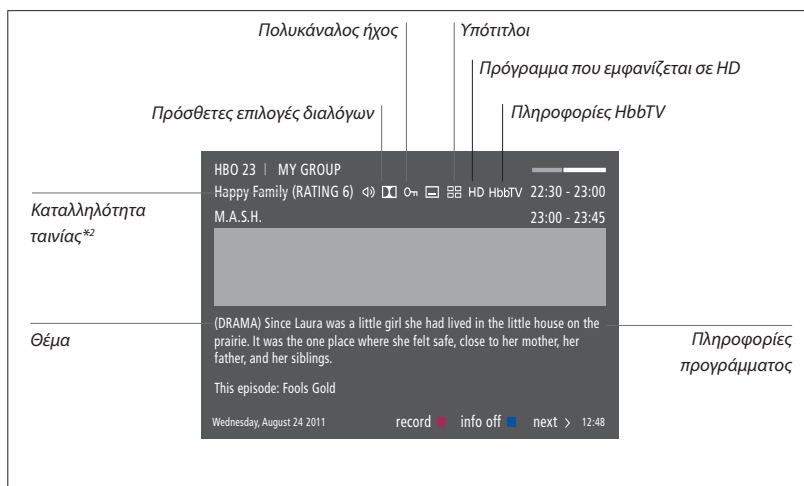 Πολυκάναλος ήχος
Υπότιτλοι
Πρόγραμμα που εμφανίζεται σε HD
Πρόσθετες επιλογές διαλόγων
Πληροφορίες HbbTV
HBO 23 | MY GROUP
Happy Family (RATING 6) HD HbbTV 22:30 - 23:00
M.A.S.H. 23:00 - 23:45
Καταλληλότητα
ταινίας*2
(DRAMA) Since Laura was a little girl she had lived in the little house on the
prairie. It was the one place where she felt safe, close to her mother, her
father, and her siblings.
This episode: Fools Gold
Θέμα
Πληροφορίες
προγράμματος
Wednesday, August 24 2011 record info off next > 12:48